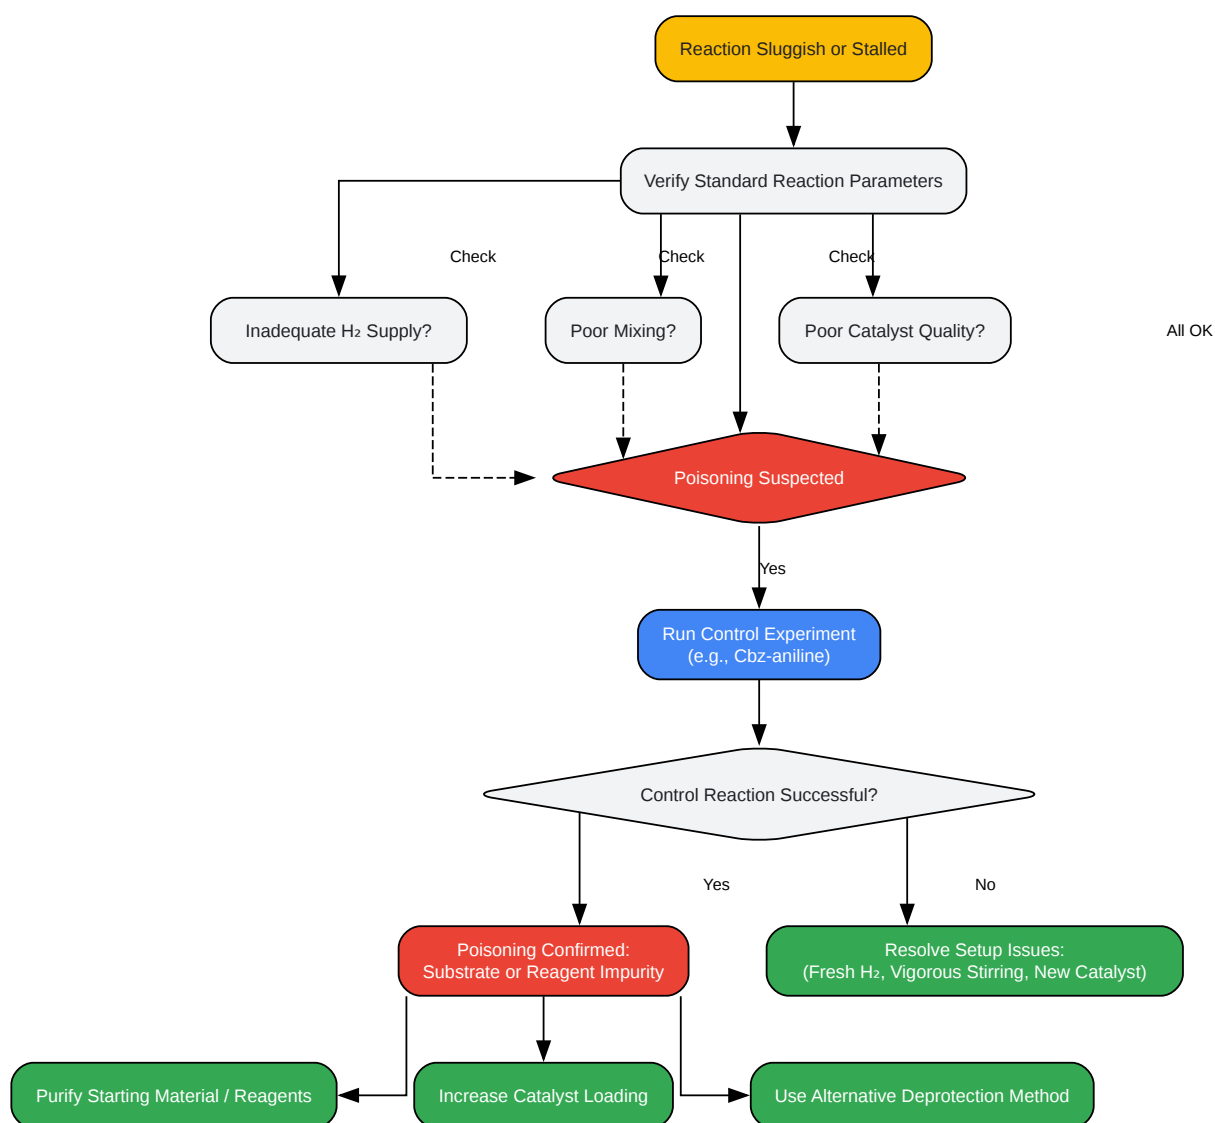 Reaction Sluggish or Stalled
Verify Standard Reaction Parameters
Check
Check
Check
Inadequate H₂ Supply?
Poor Mixing?
Poor Catalyst Quality?
All OK
Poisoning Suspected
Yes
Run Control Experiment
(e.g., Cbz-aniline)
Control Reaction Successful?
Yes
No
Poisoning Confirmed:
Substrate or Reagent Impurity
Resolve Setup Issues:
(Fresh H₂, Vigorous Stirring, New Catalyst)
Purify Starting Material / Reagents
Increase Catalyst Loading
Use Alternative Deprotection Method